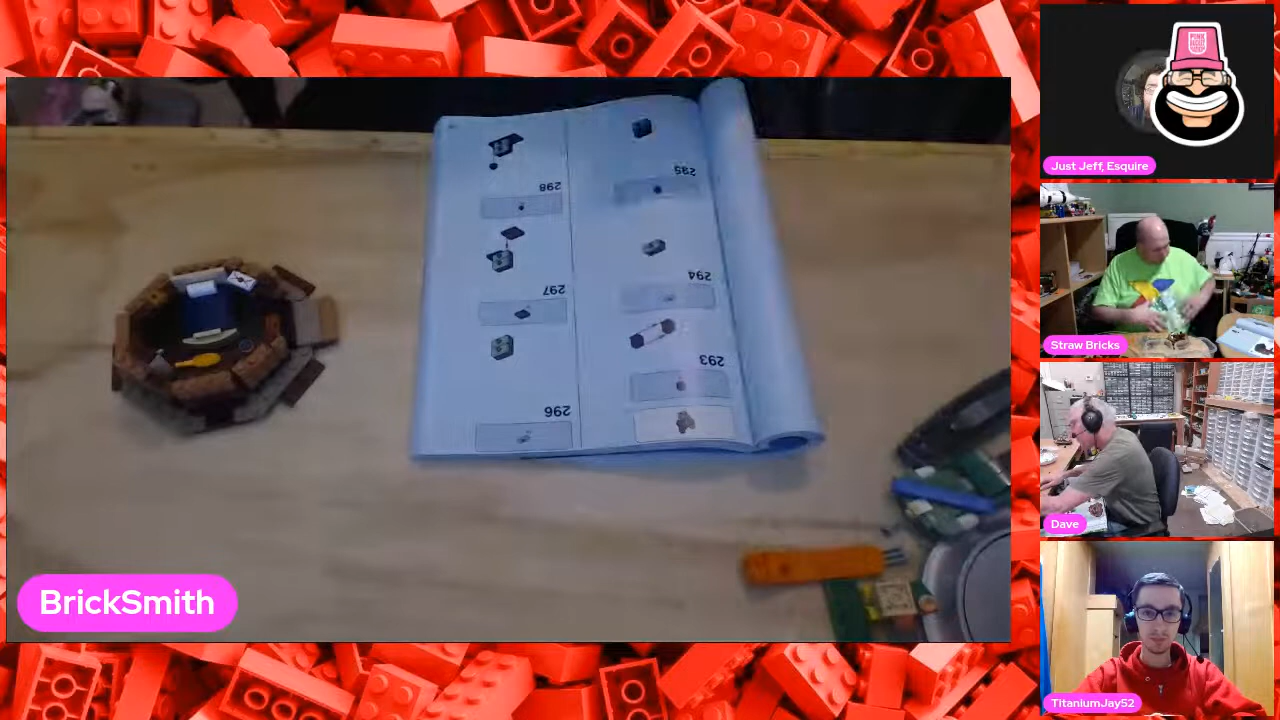 Just Jeff, Esquire
Straw Bricks
Dave
TitaniumJay52
BrickSmith
298
297
296
295
294
293